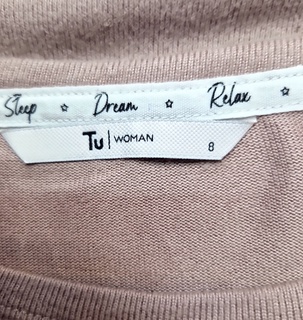 Sleep ☆ Dream ☆ Relax ☆
Tu | WOMAN
8